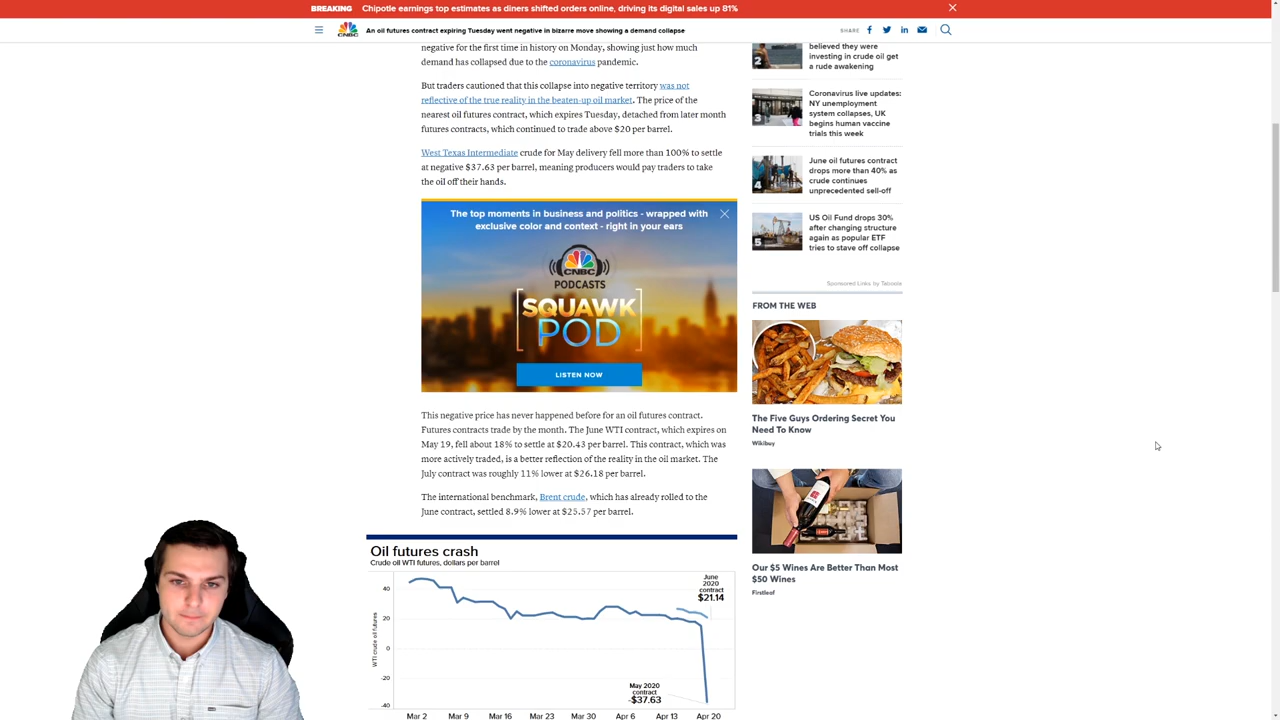 BREAKING Chipotle earnings top estimates as diners shifted orders online, driving its digital sales up 81%
CNBC
An oil futures contract expiring Tuesday went negative in bizarre move showing a demand collapse
SHARE
negative for the first time in history on Monday, showing just how much
demand has collapsed due to the coronavirus pandemic.
But traders cautioned that this collapse into negative territory was not
reflective of the true reality in the beaten-up oil market. The price of the
nearest oil futures contract, which expires Tuesday, detached from later month
futures contracts, which continued to trade above $20 per barrel.
West Texas Intermediate crude for May delivery fell more than 100% to settle
at negative $37.63 per barrel, meaning producers would pay traders to take
the oil off their hands.
The top moments in business and politics - wrapped with
exclusive color and context - right in your ears
CNBC
PODCASTS
SQUAWK
POD
LISTEN NOW
This negative price has never happened before for an oil futures contract.
Futures contracts trade by the month. The June WTI contract, which expires on
May 19, fell about 18% to settle at $20.43 per barrel. This contract, which was
more actively traded, is a better reflection of the reality in the oil market. The
July contract was roughly 11% lower at $26.18 per barrel.
The international benchmark, Brent crude, which has already rolled to the
June contract, settled 8.9% lower at $25.57 per barrel.
Oil futures crash
Crude oil WTI futures, dollars per barrel
WTI crude oil futures
40
20
0
-20
-40
June
2020
contract
$21.14
May 2020
contract
-$37.63
Mar 2 Mar 9 Mar 16 Mar 23 Mar 30 Apr 6 Apr 13 Apr 20
2
believed they were
investing in crude oil get
a rude awakening
3
Coronavirus live updates:
NY unemployment
system collapses, UK
begins human vaccine
trials this week
4
June oil futures contract
drops more than 40% as
crude continues
unprecedented sell-off
5
US Oil Fund drops 30%
after changing structure
again as popular ETF
tries to stave off collapse
Sponsored Links by Taboola
FROM THE WEB
The Five Guys Ordering Secret You
Need To Know
Wikibuy
Our $5 Wines Are Better Than Most
$50 Wines
Firstleaf